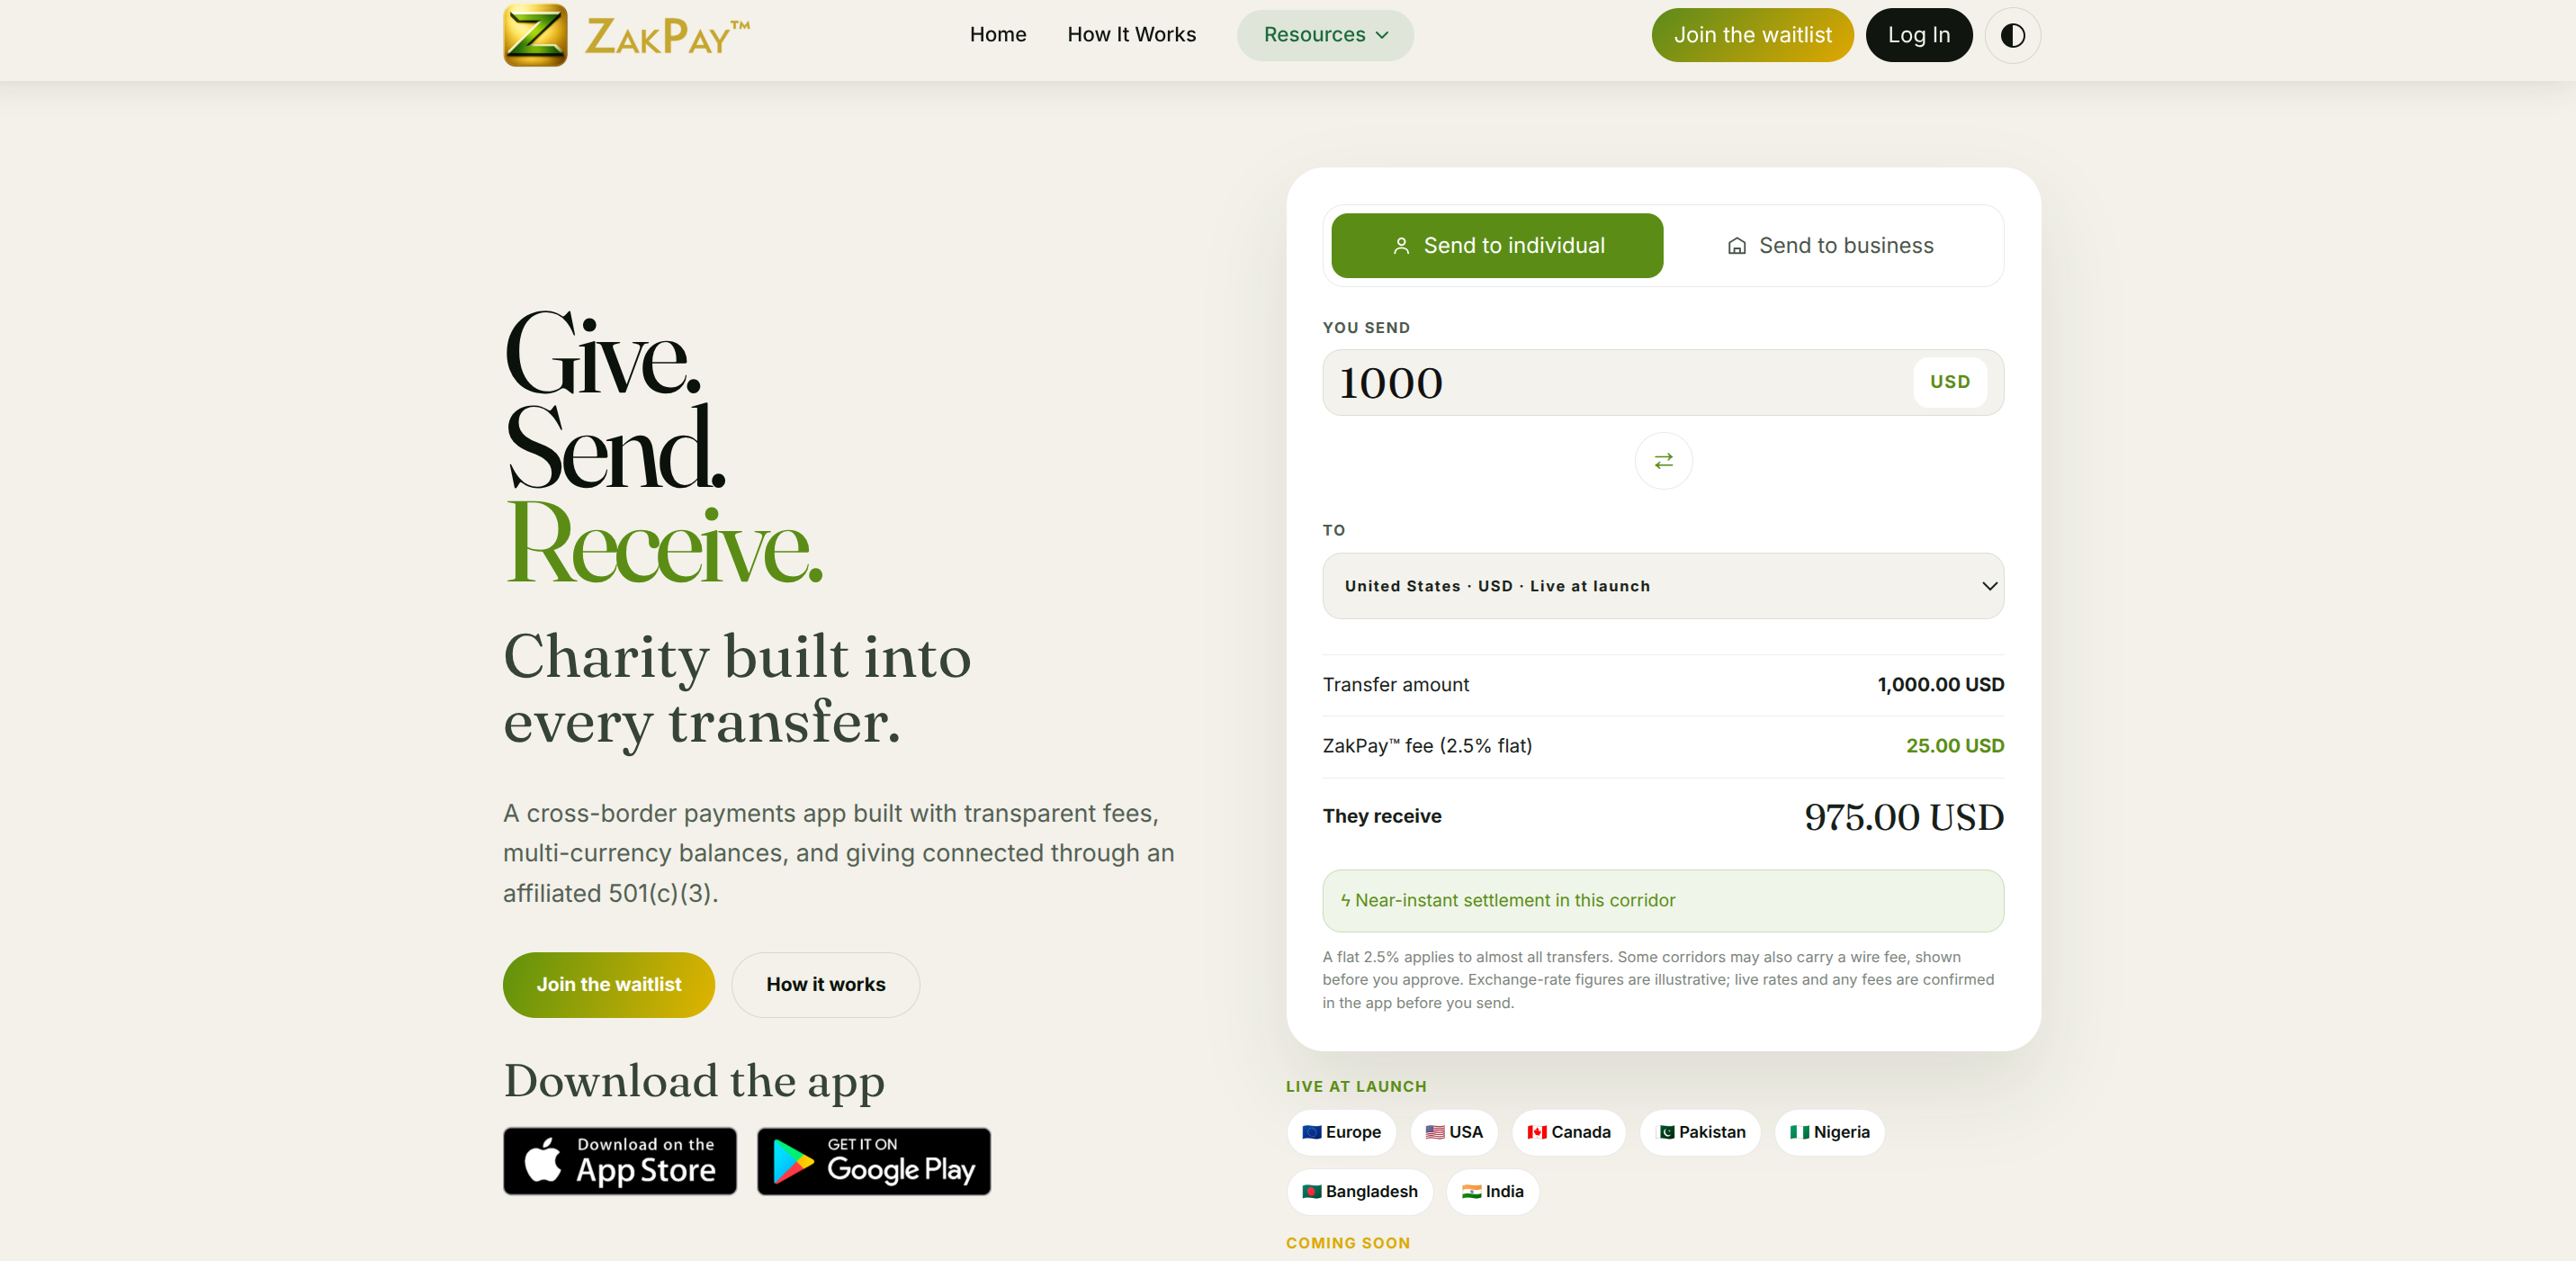 ZAKPAY™
Home
How It Works
Resources
Join the waitlist
Log In
Give.
Send.
Receive.
Charity built into
every transfer.
A cross-border payments app built with transparent fees,
multi-currency balances, and giving connected through an
affiliated 501(c)(3).
Join the waitlist
How it works
Download the app
Download on the
App Store
GET IT ON
Google Play
Send to individual
Send to business
YOU SEND
1000
USD
TO
United States · USD · Live at launch
Transfer amount
1,000.00 USD
ZakPay™ fee (2.5% flat)
25.00 USD
They receive
975.00 USD
ϟ Near-instant settlement in this corridor
A flat 2.5% applies to almost all transfers. Some corridors may also carry a wire fee, shown
before you approve. Exchange-rate figures are illustrative; live rates and any fees are confirmed
in the app before you send.
LIVE AT LAUNCH
Europe
USA
Canada
Pakistan
Nigeria
Bangladesh
India
COMING SOON